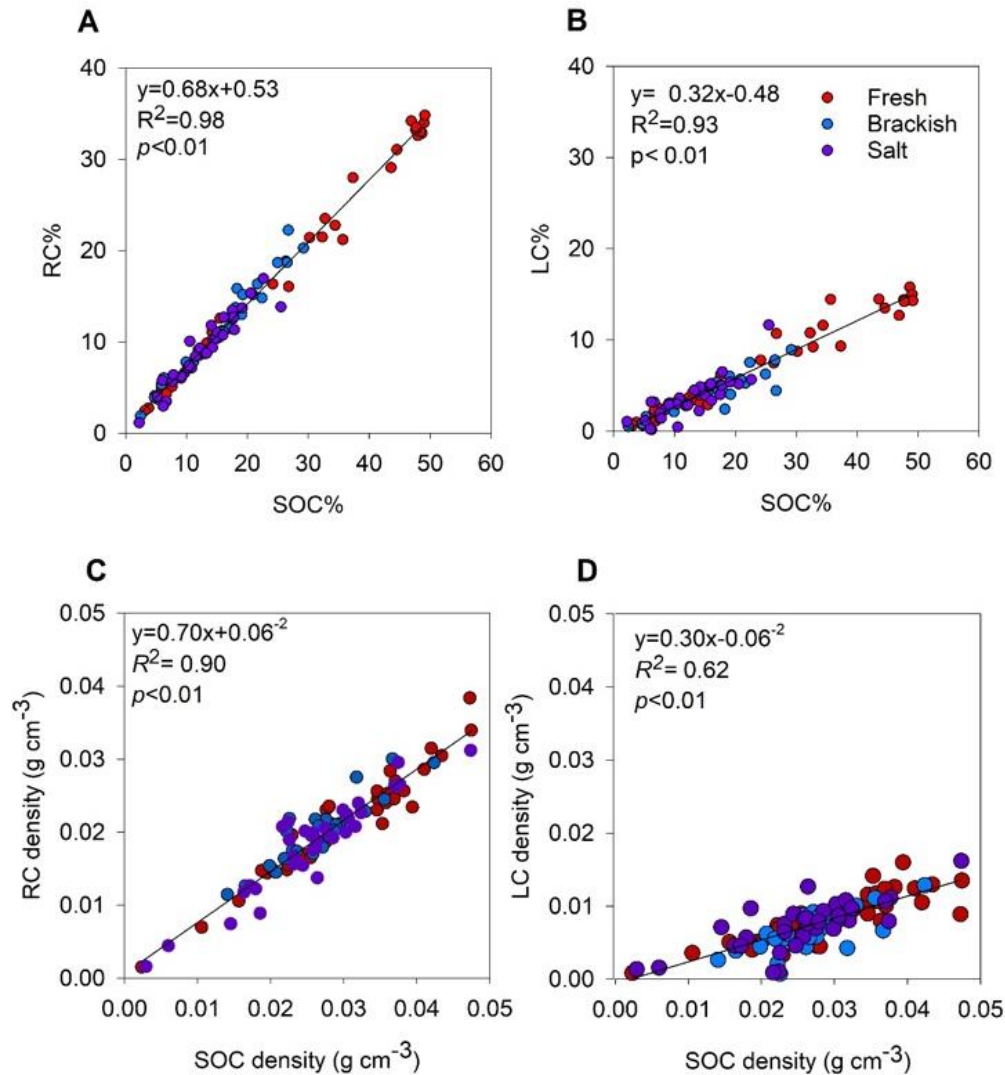 A
y=0.68x+0.53
R²=0.98
p<0.01
40
30
20
10
0
RC%
0 10 20 30 40 50 60
SOC%
B
y= 0.32x-0.48
R²=0.93
p< 0.01
Fresh
Brackish
Salt
40
30
20
10
0
LC%
0 10 20 30 40 50 60
SOC%
C
y=0.70x+0.06⁻²
R²= 0.90
p<0.01
0.05
0.04
0.03
0.02
0.01
0.00
RC density (g cm⁻³)
0.00 0.01 0.02 0.03 0.04 0.05
SOC density (g cm⁻³)
D
y=0.30x-0.06⁻²
R²= 0.62
p<0.01
0.05
0.04
0.03
0.02
0.01
0.00
LC density (g cm⁻³)
0.00 0.01 0.02 0.03 0.04 0.05
SOC density (g cm⁻³)